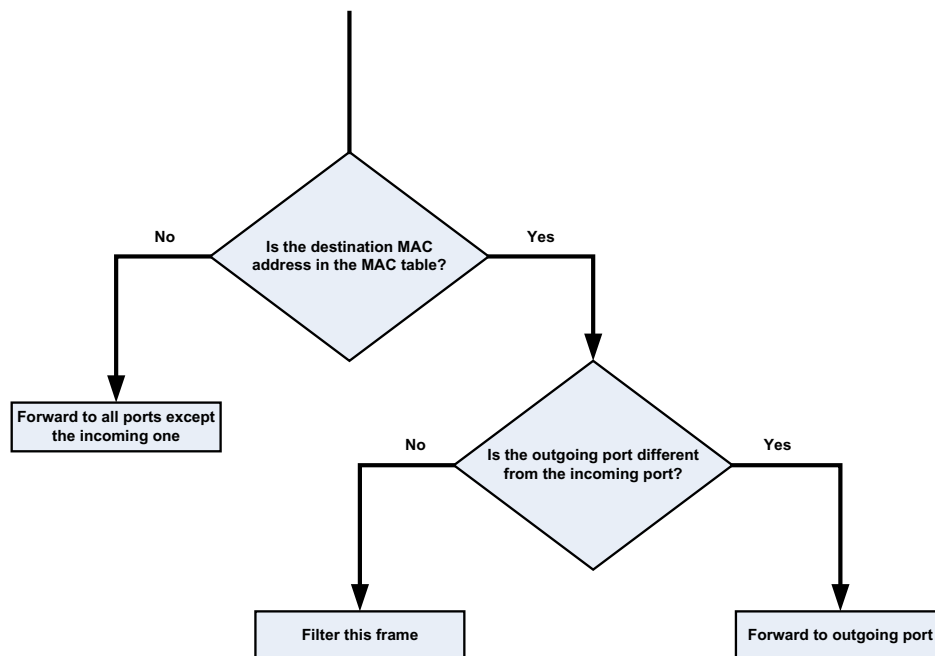 No
Is the destination MAC
address in the MAC table?
Yes
Forward to all ports except
the incoming one
No
Is the outgoing port different
from the incoming port?
Yes
Filter this frame
Forward to outgoing port